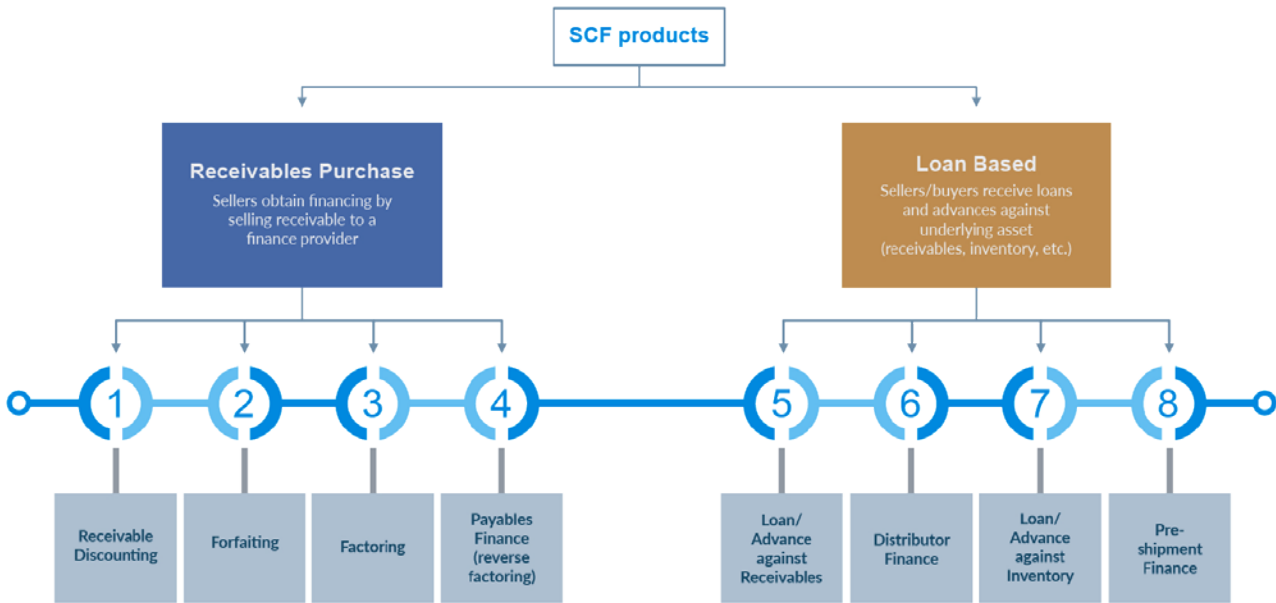 SCF products
Receivables Purchase
Sellers obtain financing by
selling receivable to a
finance provider
Loan Based
Sellers/buyers receive loans
and advances against
underlying asset
(receivables, inventory, etc.)
1
2
3
4
5
6
7
8
Receivable
Discounting
Forfaiting
Factoring
Payables
Finance
(reverse
factoring)
Loan/
Advance
against
Receivables
Distributor
Finance
Loan/
Advance
against
Inventory
Pre-
shipment
Finance